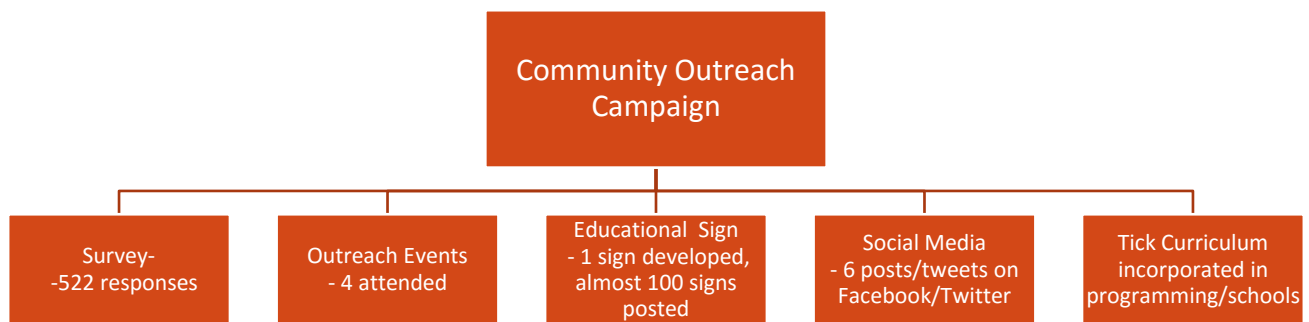 Community Outreach
Campaign
Survey-
-522 responses
Outreach Events
- 4 attended
Educational Sign
- 1 sign developed,
almost 100 signs
posted
Social Media
- 6 posts/tweets on
Facebook/Twitter
Tick Curriculum
incorporated in
programming/schools